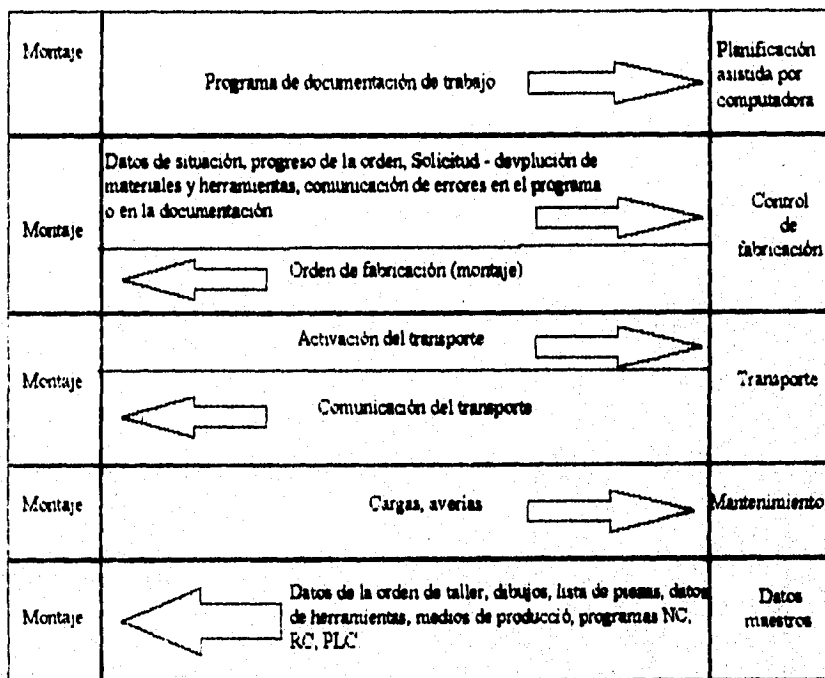 Montaje
Programa de documentación de trabajo
Planificación
asistida por
computadora
Montaje
Datos de situación, progreso de la orden, Solicitud - devplución de
materiales y herramientas, comunicación de errores en el programa
o en la documentación
Orden de fabricación (montaje)
Control
de
fabricación
Montaje
Activación del transporte
Comunicación del transporte
Transporte
Montaje
Cargas, averias
Mantenimiento
Montaje
Datos de la orden de taller, dibujos, lista de piesas, datos
de herramientas, medios de producció, programas NC,
RC, PLC
Datos
maestros